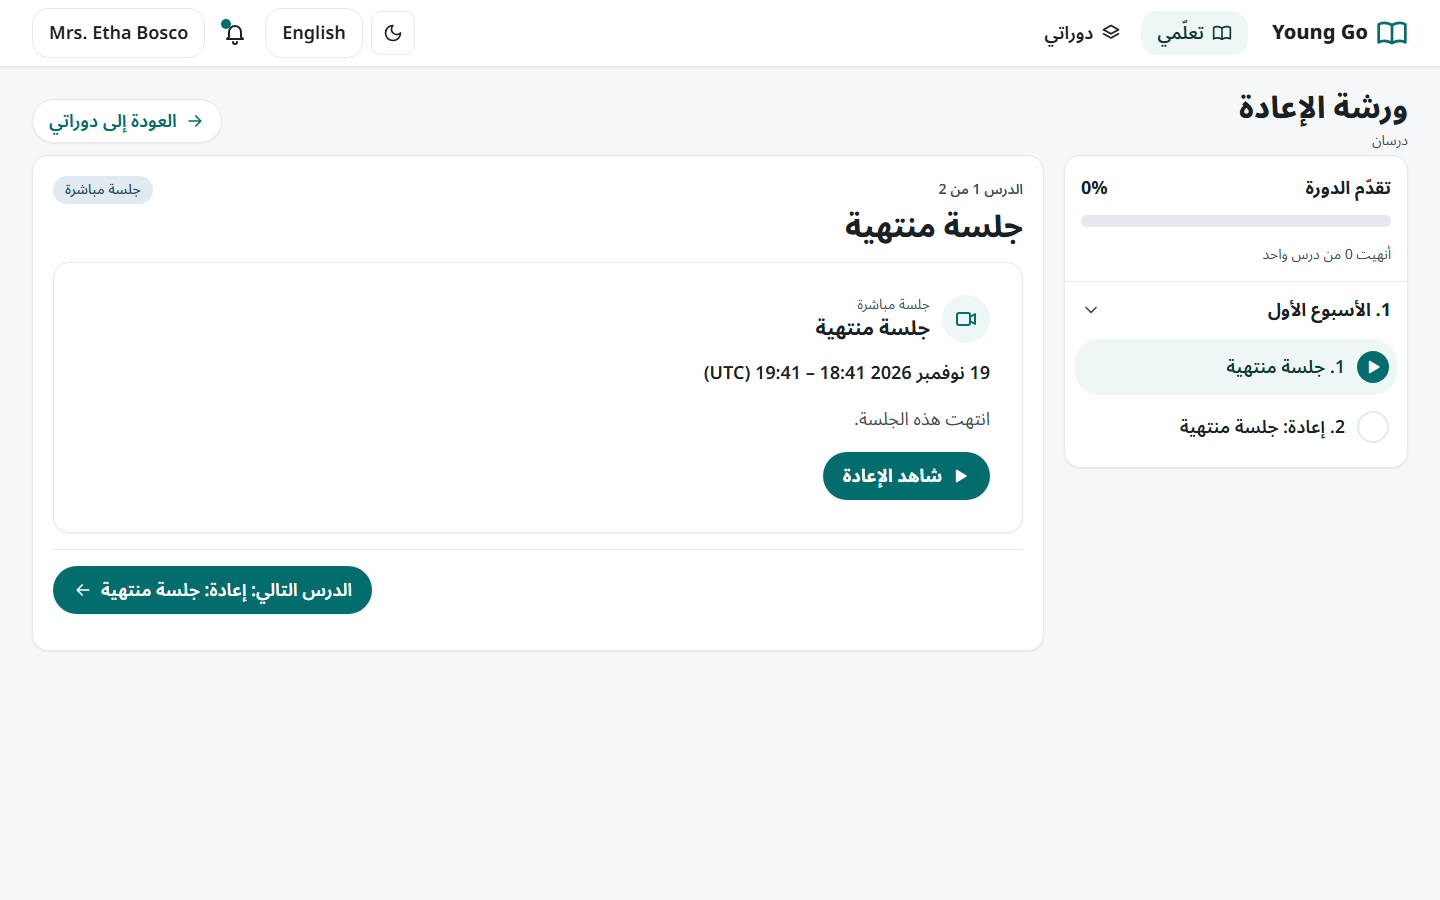 Young Go
تعلّمي
دوراتي
English
Mrs. Etha Bosco
ورشة الإعادة
درسان
العودة إلى دوراتي
تقدّم الدورة
0%
أنهيت 0 من درس واحد
1. الأسبوع الأول
1. جلسة منتهية
2. إعادة: جلسة منتهية
الدرس 1 من 2
جلسة مباشرة
جلسة منتهية
جلسة مباشرة
جلسة منتهية
19 نوفمبر 2026 18:41 – 19:41 (UTC)
انتهت هذه الجلسة.
شاهد الإعادة
الدرس التالي: إعادة: جلسة منتهية